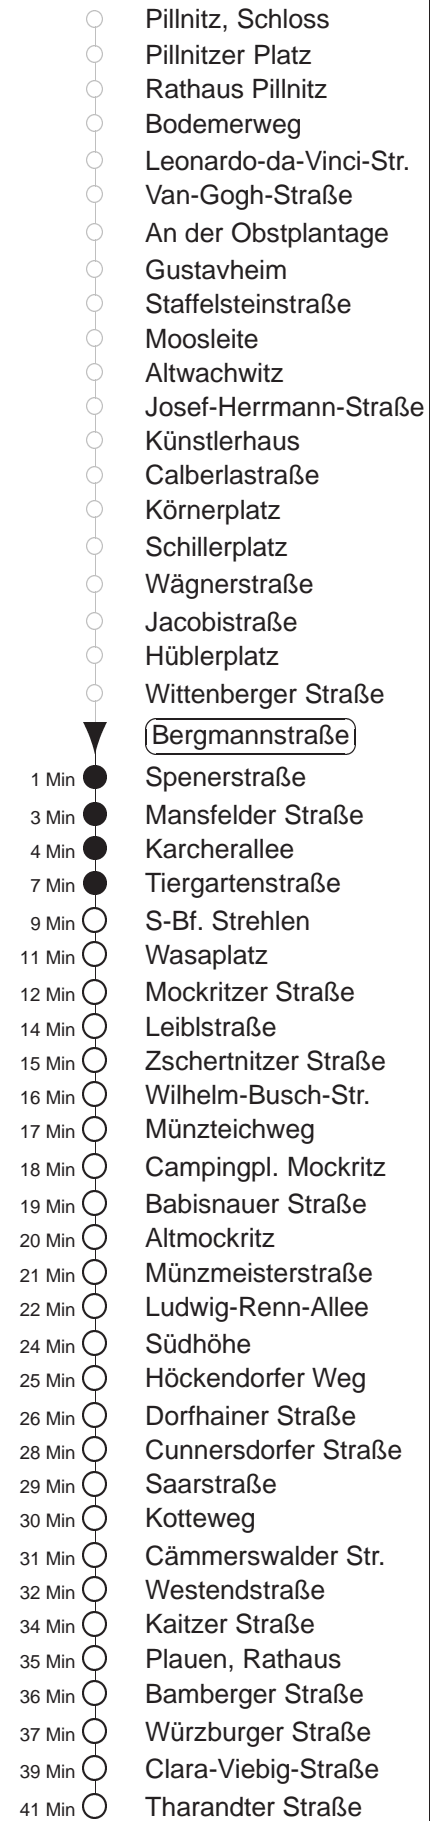 Pillnitz, Schloss
Pillnitzer Platz
Rathaus Pillnitz
Bodemerweg
Leonardo-da-Vinci-Str.
Van-Gogh-Straße
An der Obstplantage
Gustavheim
Staffelsteinstraße
Moosleite
Altwachwitz
Josef-Herrmann-Straße
Künstlerhaus
Calberlastraße
Körnerplatz
Schillerplatz
Wägnerstraße
Jacobistraße
Hüblerplatz
Wittenberger Straße
Bergmannstraße
1 Min Spenerstraße
3 Min Mansfelder Straße
4 Min Karcherallee
7 Min Tiergartenstraße
9 Min S-Bf. Strehlen
11 Min Wasaplatz
12 Min Mockritzer Straße
14 Min Leiblstraße
15 Min Zschertnitzer Straße
16 Min Wilhelm-Busch-Str.
17 Min Münzteichweg
18 Min Campingpl. Mockritz
19 Min Babisnauer Straße
20 Min Altmockritz
21 Min Münzmeisterstraße
22 Min Ludwig-Renn-Allee
24 Min Südhöhe
25 Min Höckendorfer Weg
26 Min Dorfhainer Straße
28 Min Cunnersdorfer Straße
29 Min Saarstraße
30 Min Kotteweg
31 Min Cämmerswalder Str.
32 Min Westendstraße
34 Min Kaitzer Straße
35 Min Plauen, Rathaus
36 Min Bamberger Straße
37 Min Würzburger Straße
39 Min Clara-Viebig-Straße
41 Min Tharandter Straße